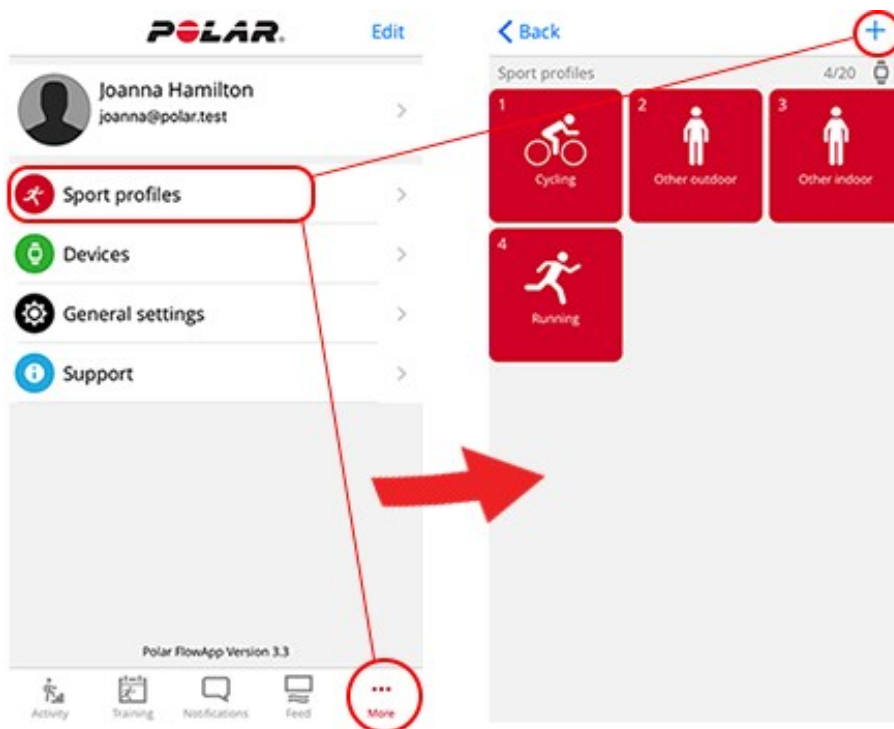 POLAR.
Edit
Joanna Hamilton
joanna@polar.test
Sport profiles
Devices
General settings
Support
Polar FlowApp Version 3.3
Activity
Training
Notifications
Feed
More
Back
Sport profiles
4/20
1
Cycling
2
Other outdoor
3
Other indoor
4
Running